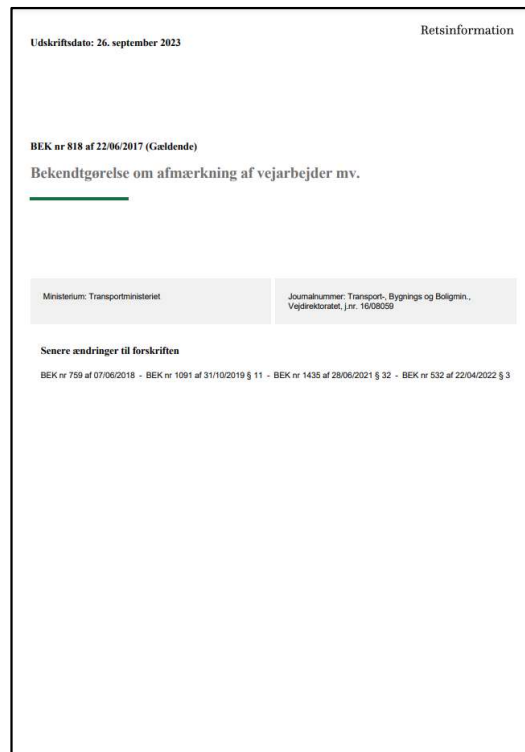 Retsinformation
Udskriftsdato: 26. september 2023
BEK nr 818 af 22/06/2017 (Gældende)
Bekendtgørelse om afmærkning af vejarbejder mv.
Ministerium: Transportministeriet
Journalnummer: Transport-, Bygnings og Boligmin.,
Vejdirektoratet, j.nr. 16/08059
Senere ændringer til forskriften
BEK nr 759 af 07/06/2018 - BEK nr 1091 af 31/10/2019 § 11 - BEK nr 1435 af 28/06/2021 § 32 - BEK nr 532 af 22/04/2022 § 3